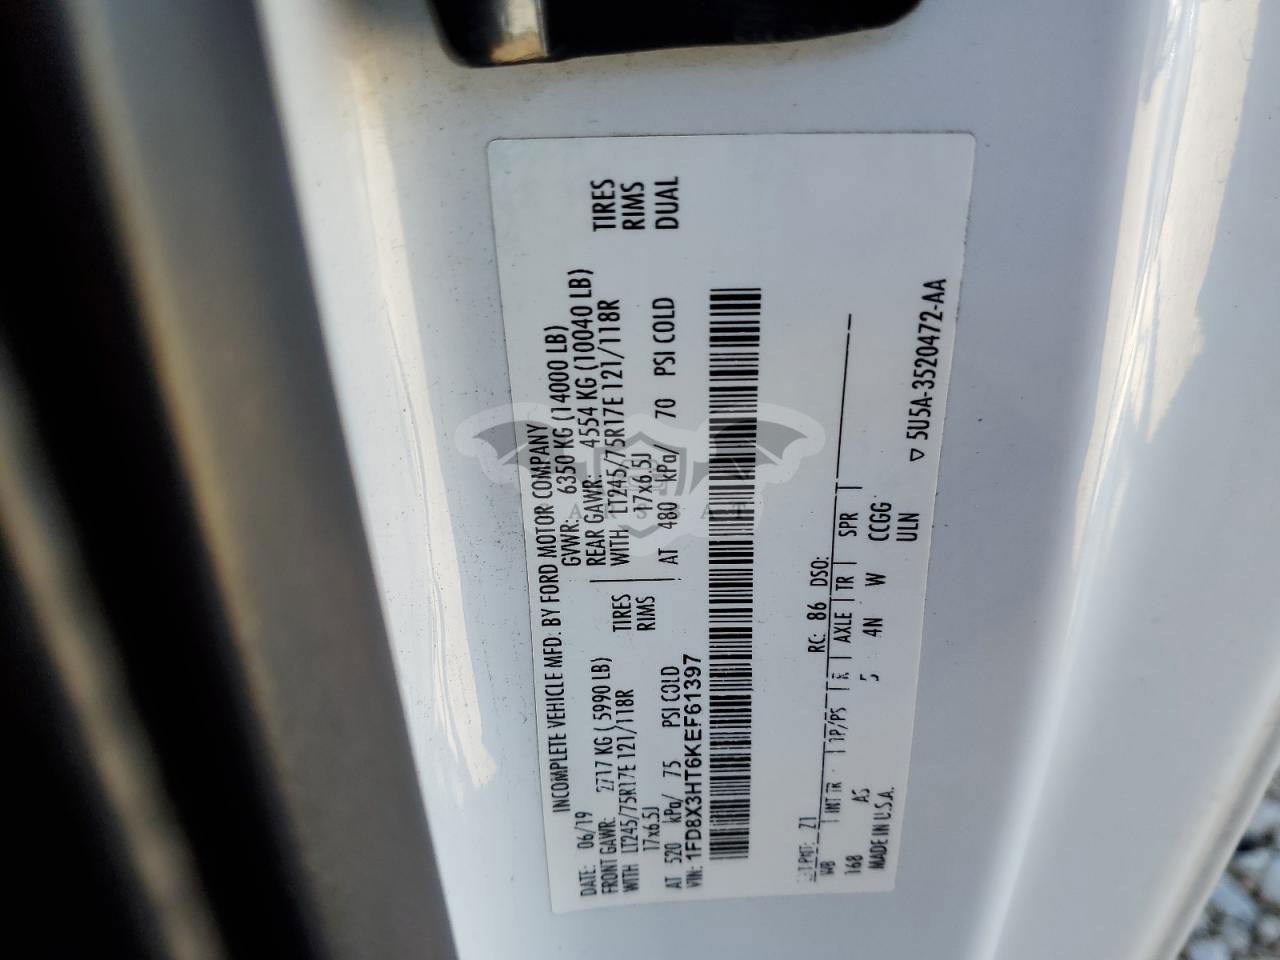 INCOMPLETE VEHICLE MFD. BY FORD MOTOR COMPANY
DATE: 06/19 GVWR: 6350 KG (14000 LB)
FRONT GAWR: 2717 KG (5990 LB) REAR GAWR: 4554 KG (10040 LB)
WITH LT245/75R17E 121/118R TIRES WITH LT245/75R17E 121/118R TIRES
17x6.5J RIMS 17x6.5J RIMS
AT 520 kPa/ 75 PSI COLD AT 480 kPa/ 70 PSI COLD DUAL
VIN: 1FD8X3HT6KEF61397
EXT PNT: Z1 RC: 86 DSO:
WB INT TR TP/PS R AXLE TR SPR
168 AS 5 4N W CCGG
MADE IN U.S.A. ULN
▽ 5U5A-3520472-AA